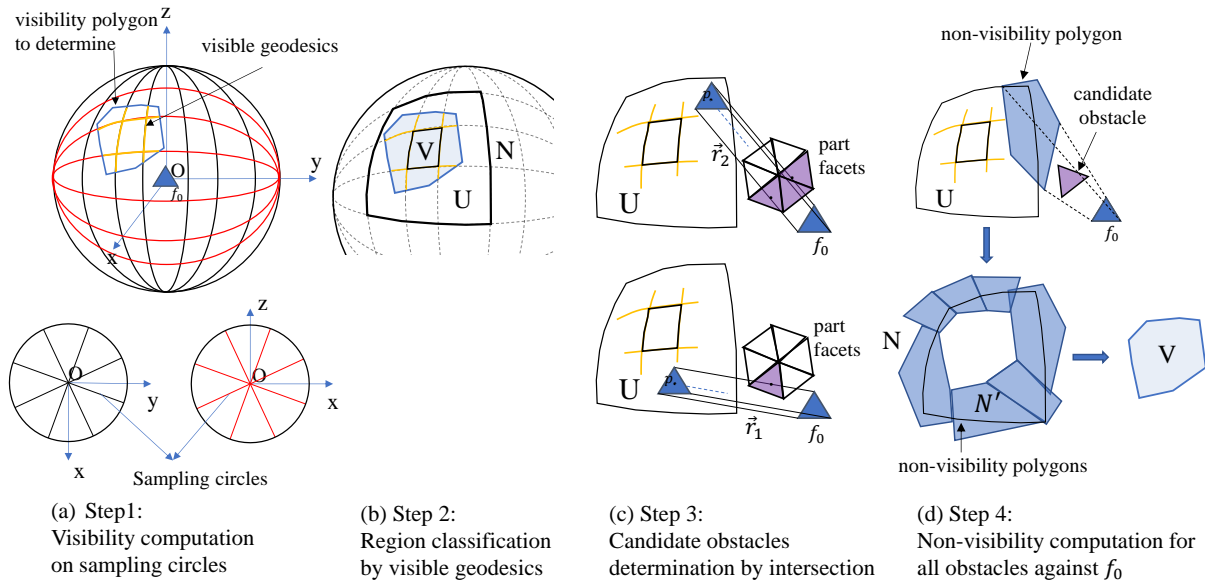 visibility polygon
to determine
z
visible geodesics
O
y
f₀
x
O
y
x
z
O
x
Sampling circles
(a) Step1:
Visibility computation
on sampling circles
V
N
U
(b) Step 2:
Region classification
by visible geodesics
p.
r⃗₂
part
facets
U
f₀
part
facets
U
p.
r⃗₁
f₀
(c) Step 3:
Candidate obstacles
determination by intersection
non-visibility polygon
candidate
obstacle
U
f₀
N
N'
V
non-visibility polygons
(d) Step 4:
Non-visibility computation for
all obstacles against f₀